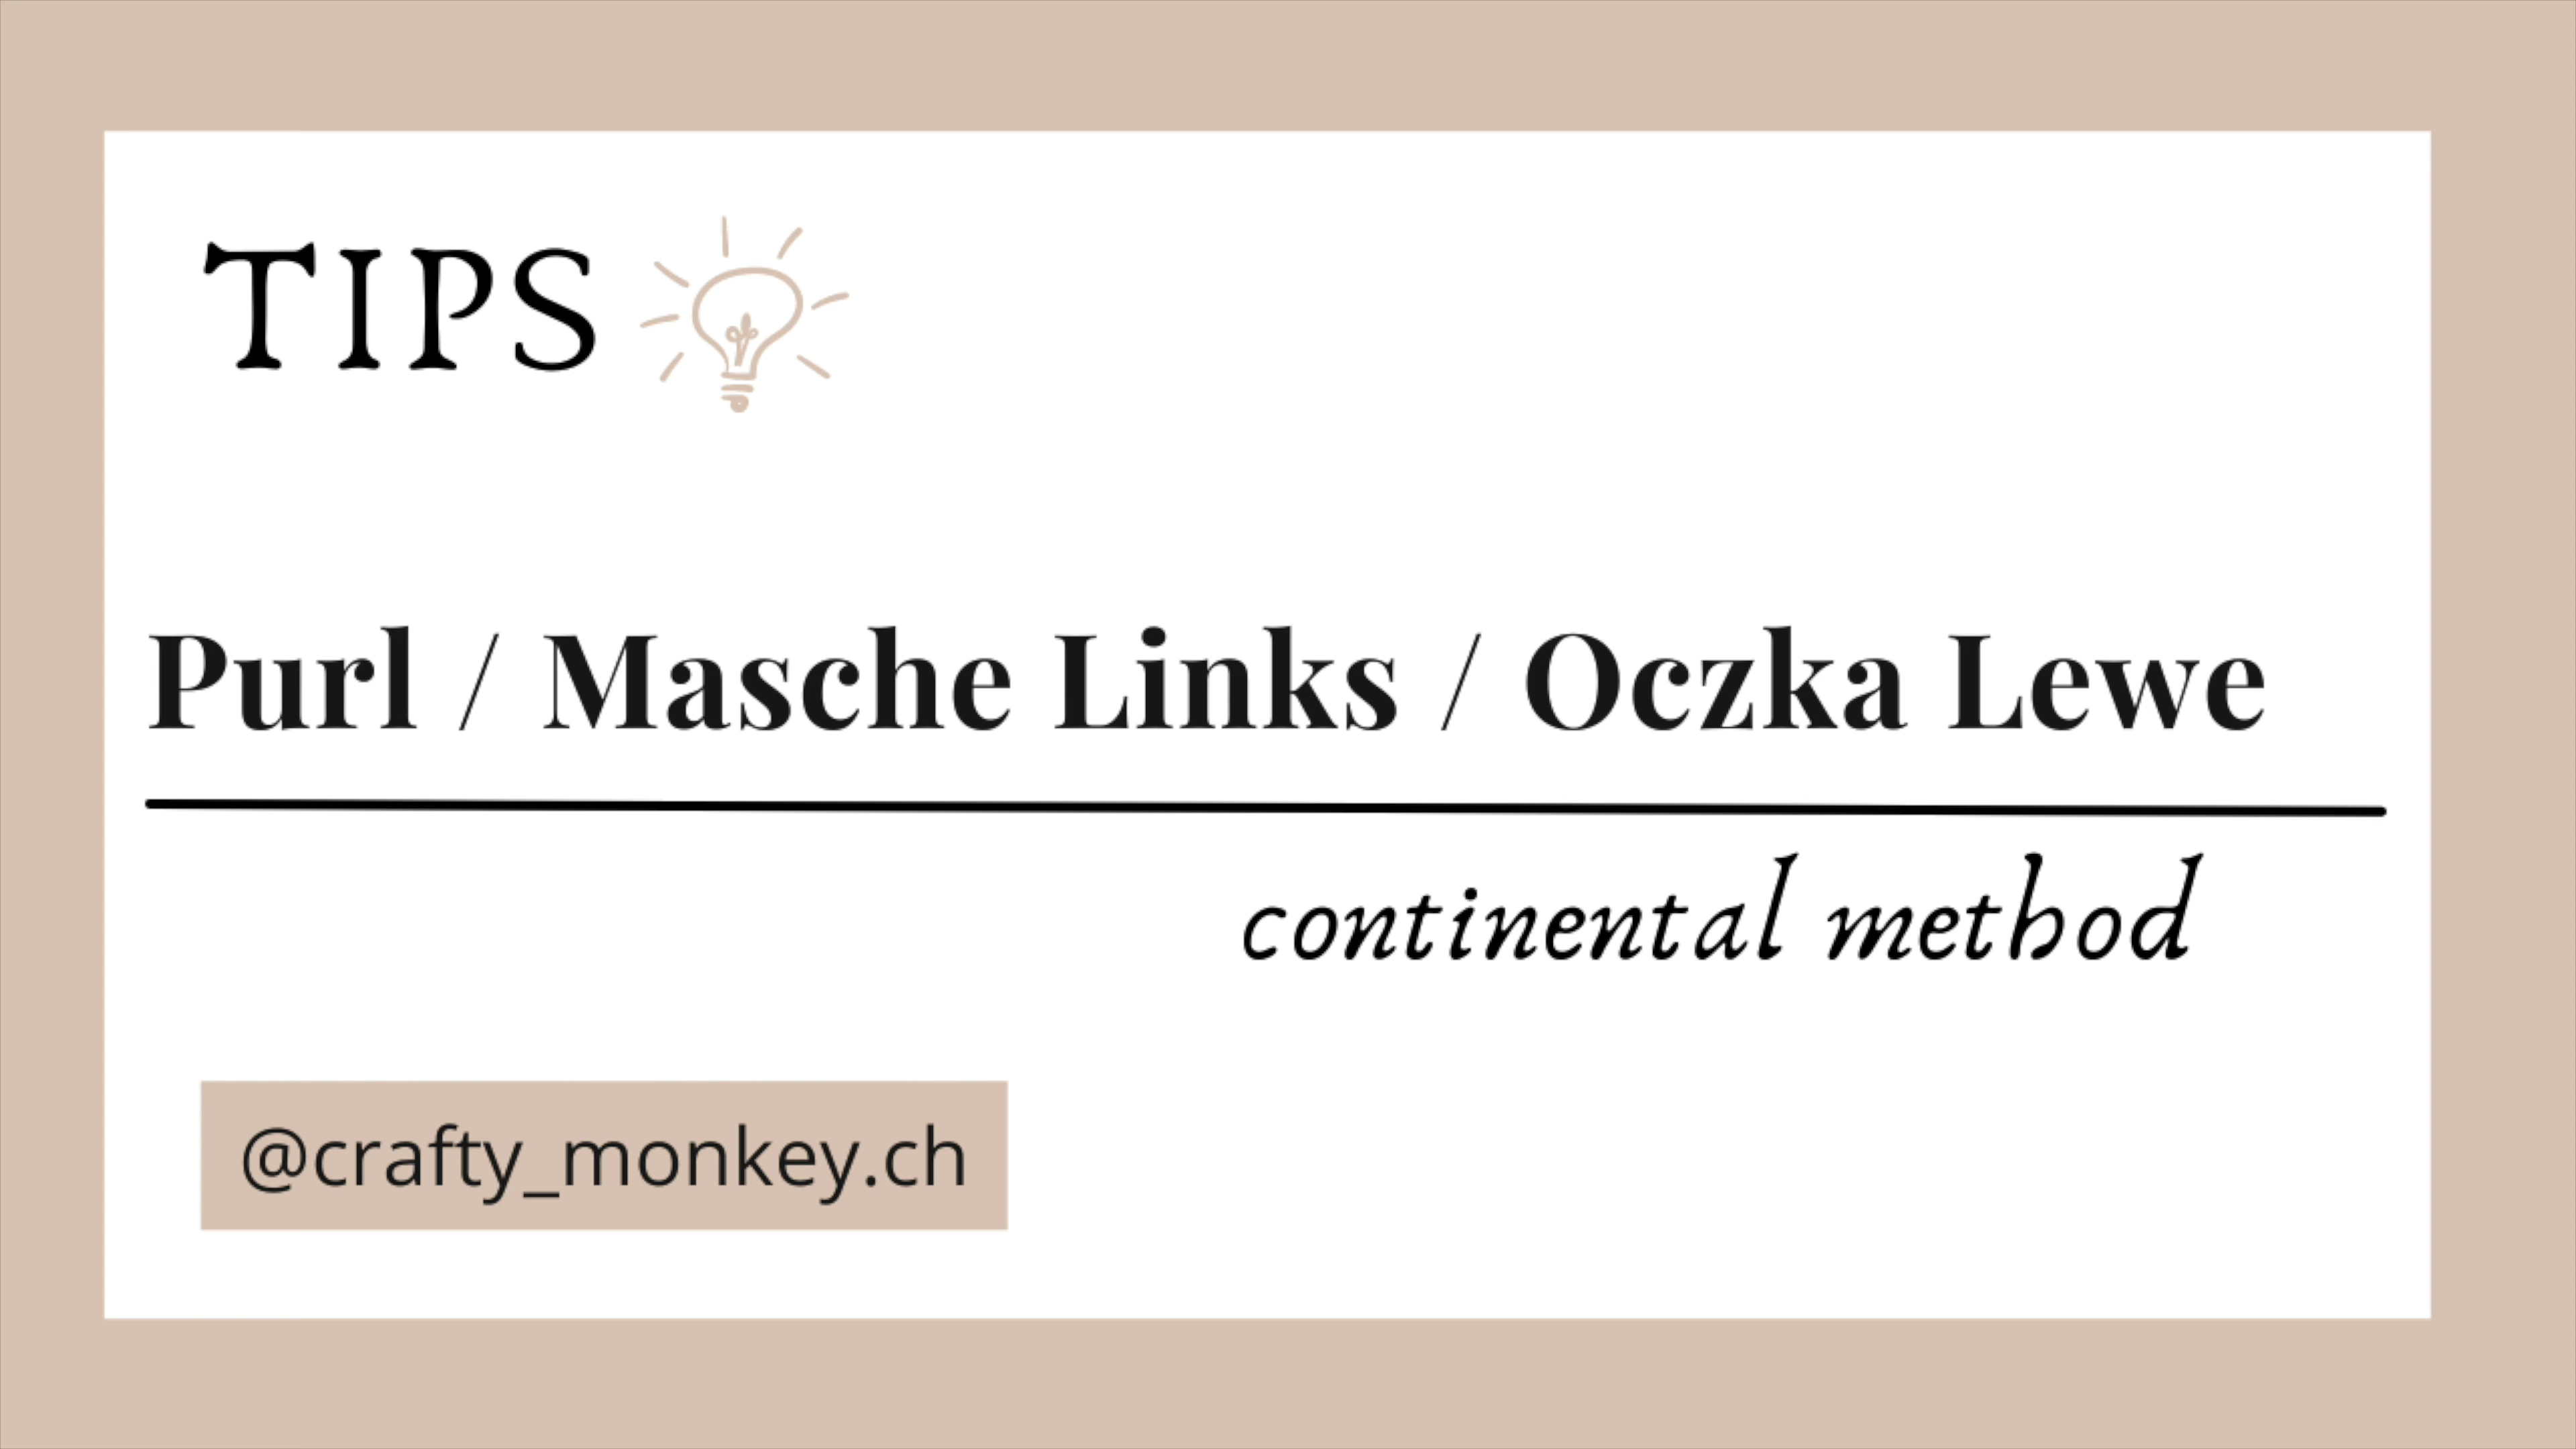 TIPS
Purl / Masche Links / Oczka Lewe
continental method
@crafty_monkey.ch